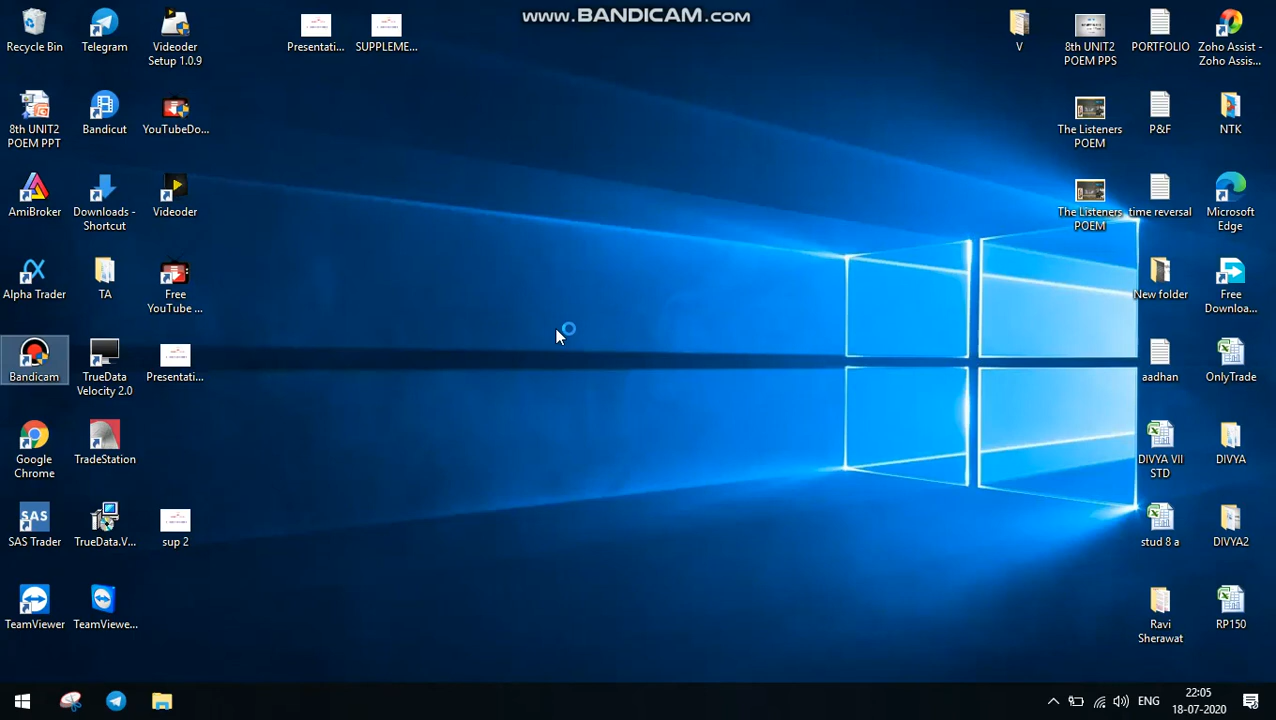 www.BANDICAM.com
Recycle Bin
Telegram
Videoder
Setup 1.0.9
Presentati...
SUPPLEME...
V
8th UNIT2
POEM PPS
PORTFOLIO
Zoho Assist -
Zoho Assis...
8th UNIT2
POEM PPT
Bandicut
YouTubeDo...
The Listeners
POEM
P&F
NTK
AmiBroker
Downloads -
Shortcut
Videoder
The Listeners
POEM
time reversal
Microsoft
Edge
Alpha Trader
TA
Free
YouTube ...
New folder
Free
Downloa...
Bandicam
TrueData
Velocity 2.0
Presentati...
aadhan
OnlyTrade
Google
Chrome
TradeStation
DIVYA VII
STD
DIVYA
SAS
SAS Trader
TrueData.V...
sup 2
stud 8 a
DIVYA2
TeamViewer
TeamViewe...
Ravi
Sherawat
RP150
ENG
22:05
18-07-2020